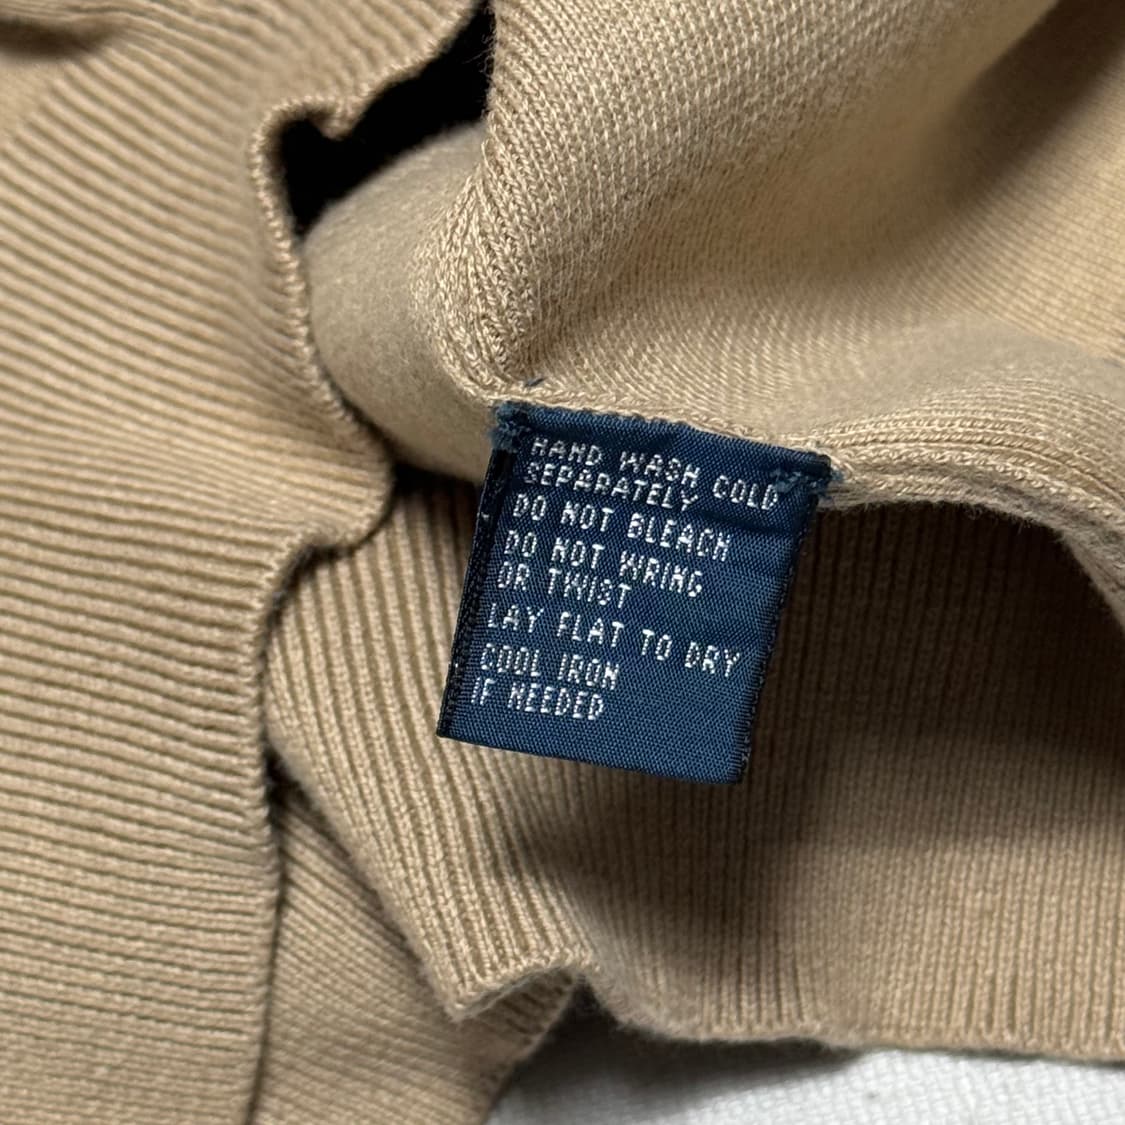 HAND WASH COLD
SEPARATELY
DO NOT BLEACH
DO NOT WRING
OR TWIST
LAY FLAT TO DRY
COOL IRON
IF NEEDED